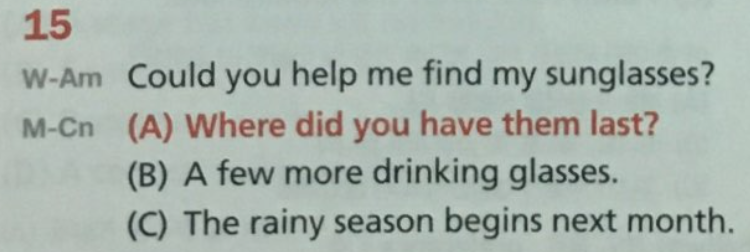 15
W-Am Could you help me find my sunglasses?
M-Cn (A) Where did you have them last?
(B) A few more drinking glasses.
(C) The rainy season begins next month.